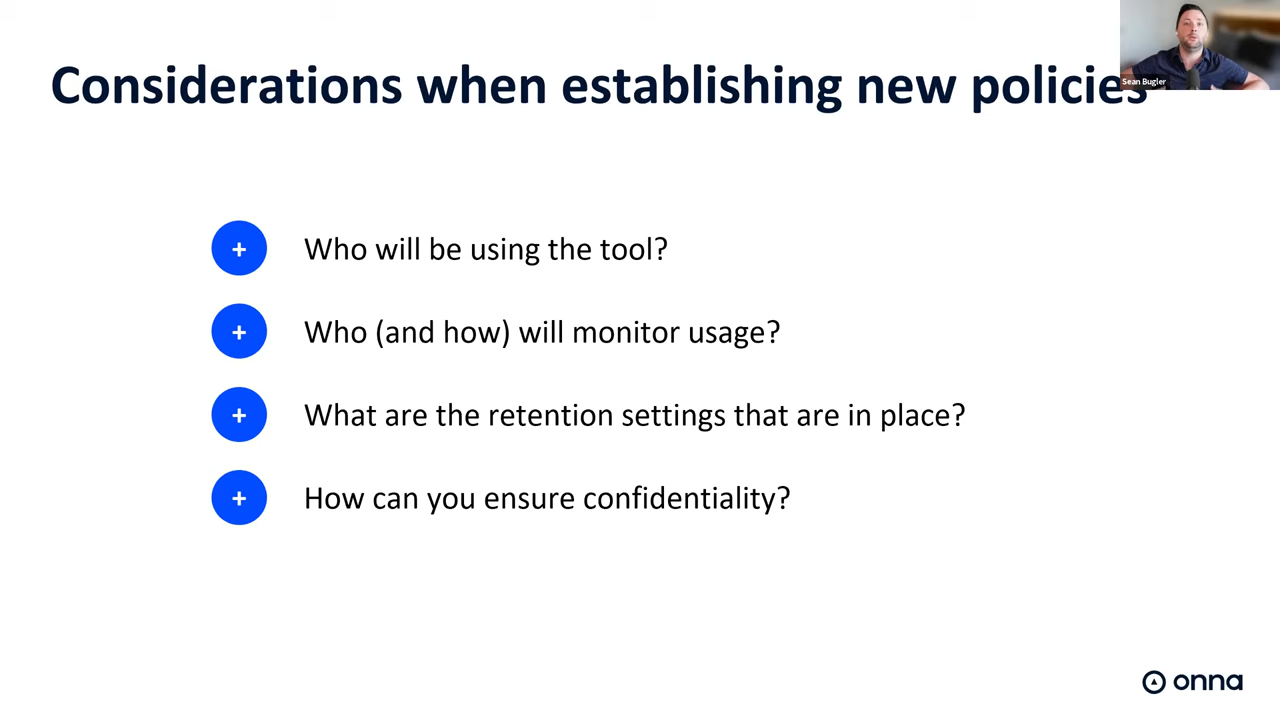 Considerations when establishing new policies
Sean Bugler
+ Who will be using the tool?
+ Who (and how) will monitor usage?
+ What are the retention settings that are in place?
+ How can you ensure confidentiality?
onna